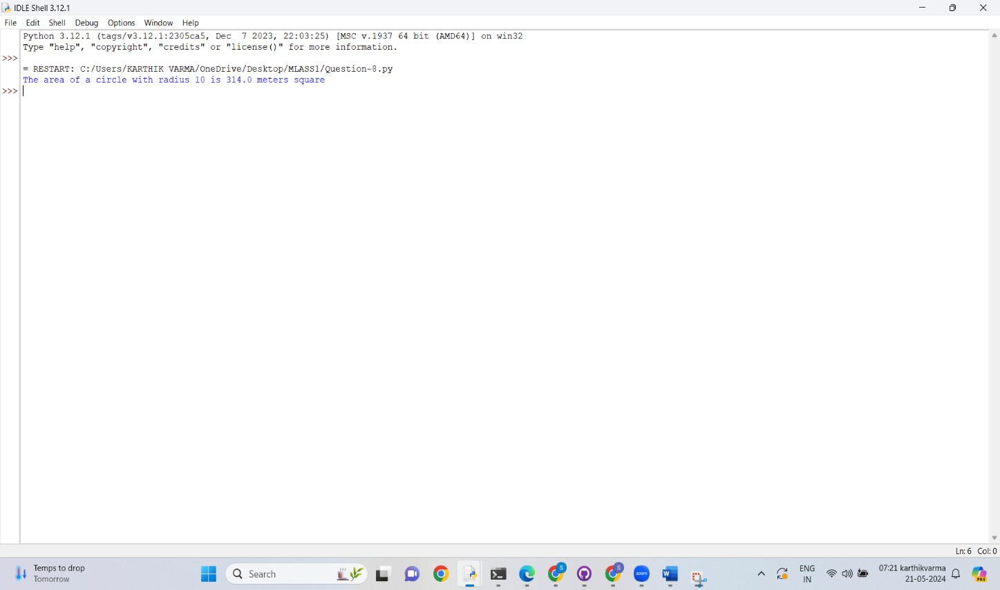 IDLE Shell 3.12.1
File Edit Shell Debug Options Window Help
Python 3.12.1 (tags/v3.12.1:2305ca5, Dec  7 2023, 22:03:25) [MSC v.1937 64 bit (AMD64)] on win32
Type "help", "copyright", "credits" or "license()" for more information.
>>>
= RESTART: C:/Users/KARTHIK VARMA/OneDrive/Desktop/MLASS1/Question-8.py
The area of a circle with radius 10 is 314.0 meters square
>>>
Ln: 6 Col: 0
Temps to drop
Tomorrow
Search
S
S
zoom
W
ENG
IN
07:21 karthikvarma
21-05-2024
PRE